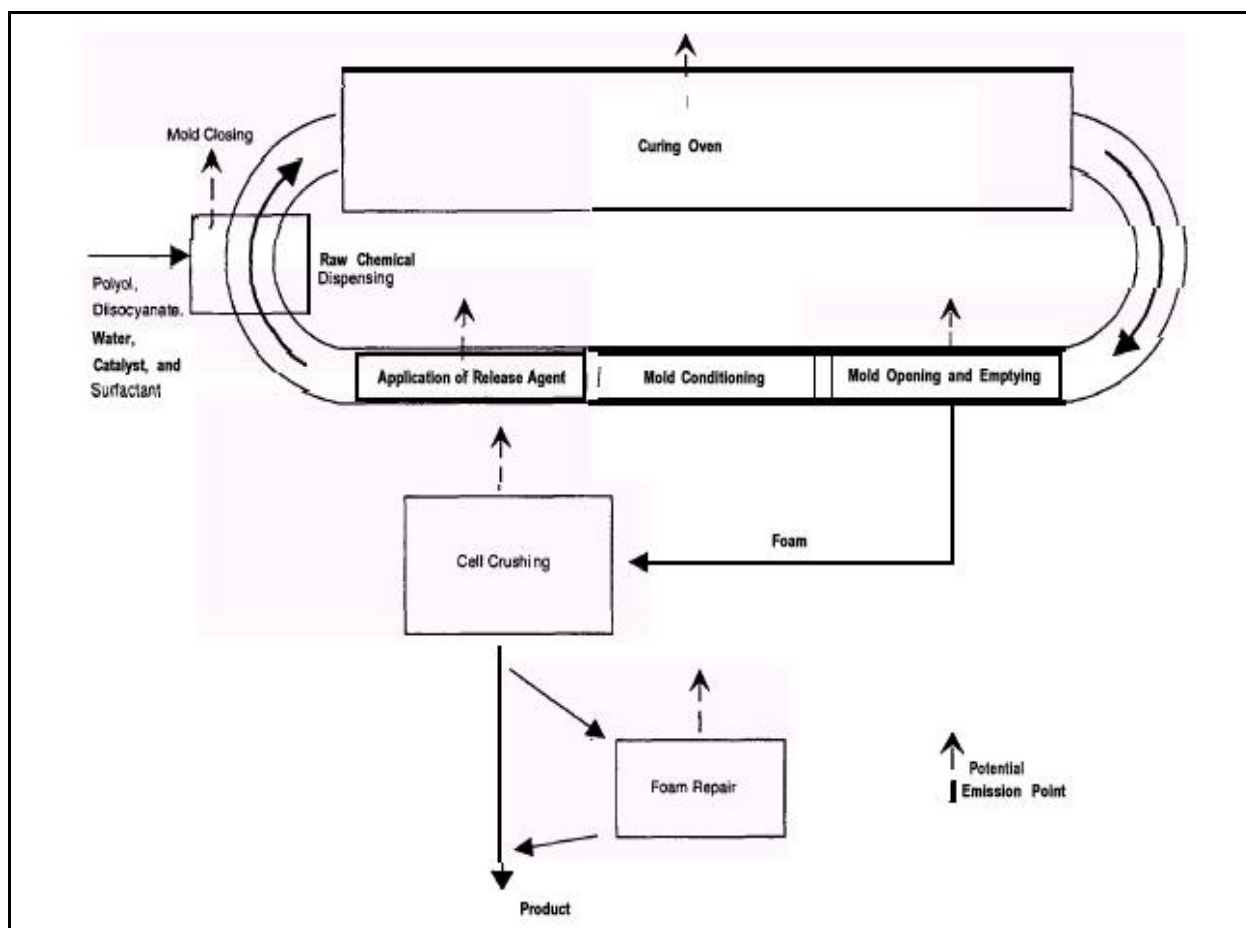 Curing Oven
Mold Closing
Raw Chemical
Dispensing
Polyol,
Diisocyanate,
Water,
Catalyst, and
Surfactant
Application of Release Agent
Mold Conditioning
Mold Opening and Emptying
Cell Crushing
Foam
Foam Repair
Potential
Emission Point
Product